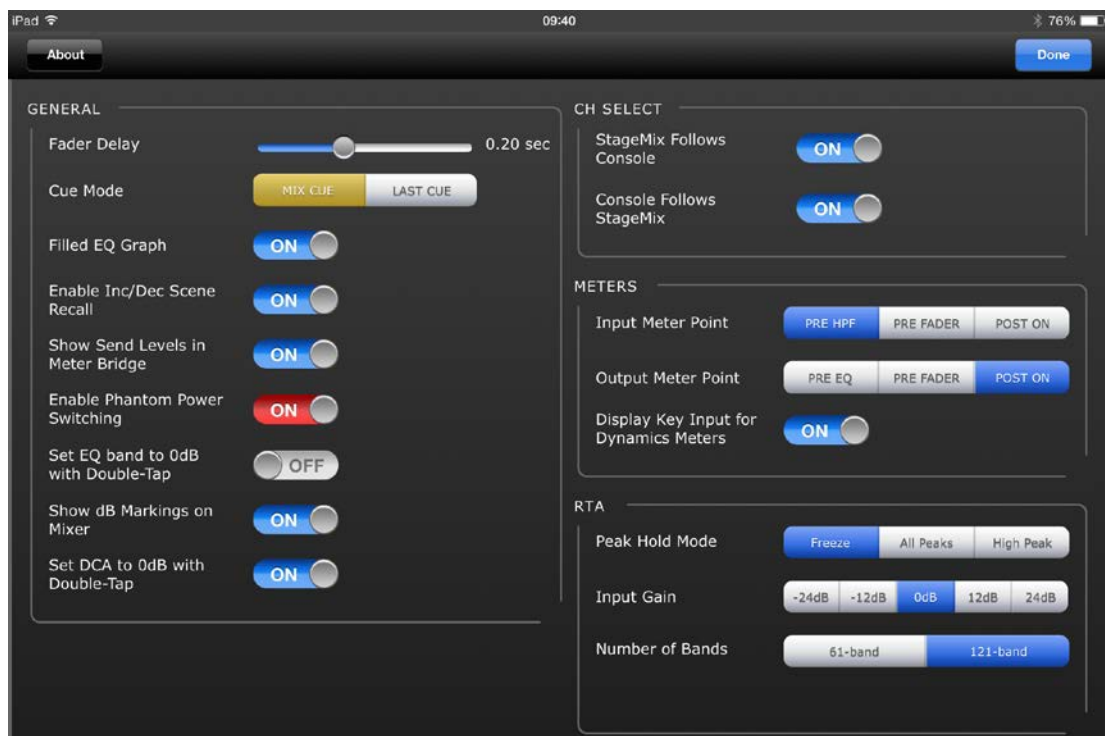 iPad 09:40 76%
About Done
GENERAL
Fader Delay 0.20 sec
Cue Mode MIX CUE LAST CUE
Filled EQ Graph ON
Enable Inc/Dec Scene
Recall ON
Show Send Levels in
Meter Bridge ON
Enable Phantom Power
Switching ON
Set EQ band to 0dB
with Double-Tap OFF
Show dB Markings on
Mixer ON
Set DCA to 0dB with
Double-Tap ON
CH SELECT
StageMix Follows
Console ON
Console Follows
StageMix ON
METERS
Input Meter Point PRE HPF PRE FADER POST ON
Output Meter Point PRE EQ PRE FADER POST ON
Display Key Input for
Dynamics Meters ON
RTA
Peak Hold Mode Freeze All Peaks High Peak
Input Gain -24dB -12dB 0dB 12dB 24dB
Number of Bands 61-band 121-band